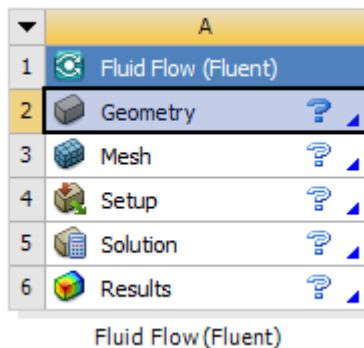 A
1 Fluid Flow (Fluent)
2 Geometry ?
3 Mesh ?
4 Setup ?
5 Solution ?
6 Results ?
Fluid Flow (Fluent)